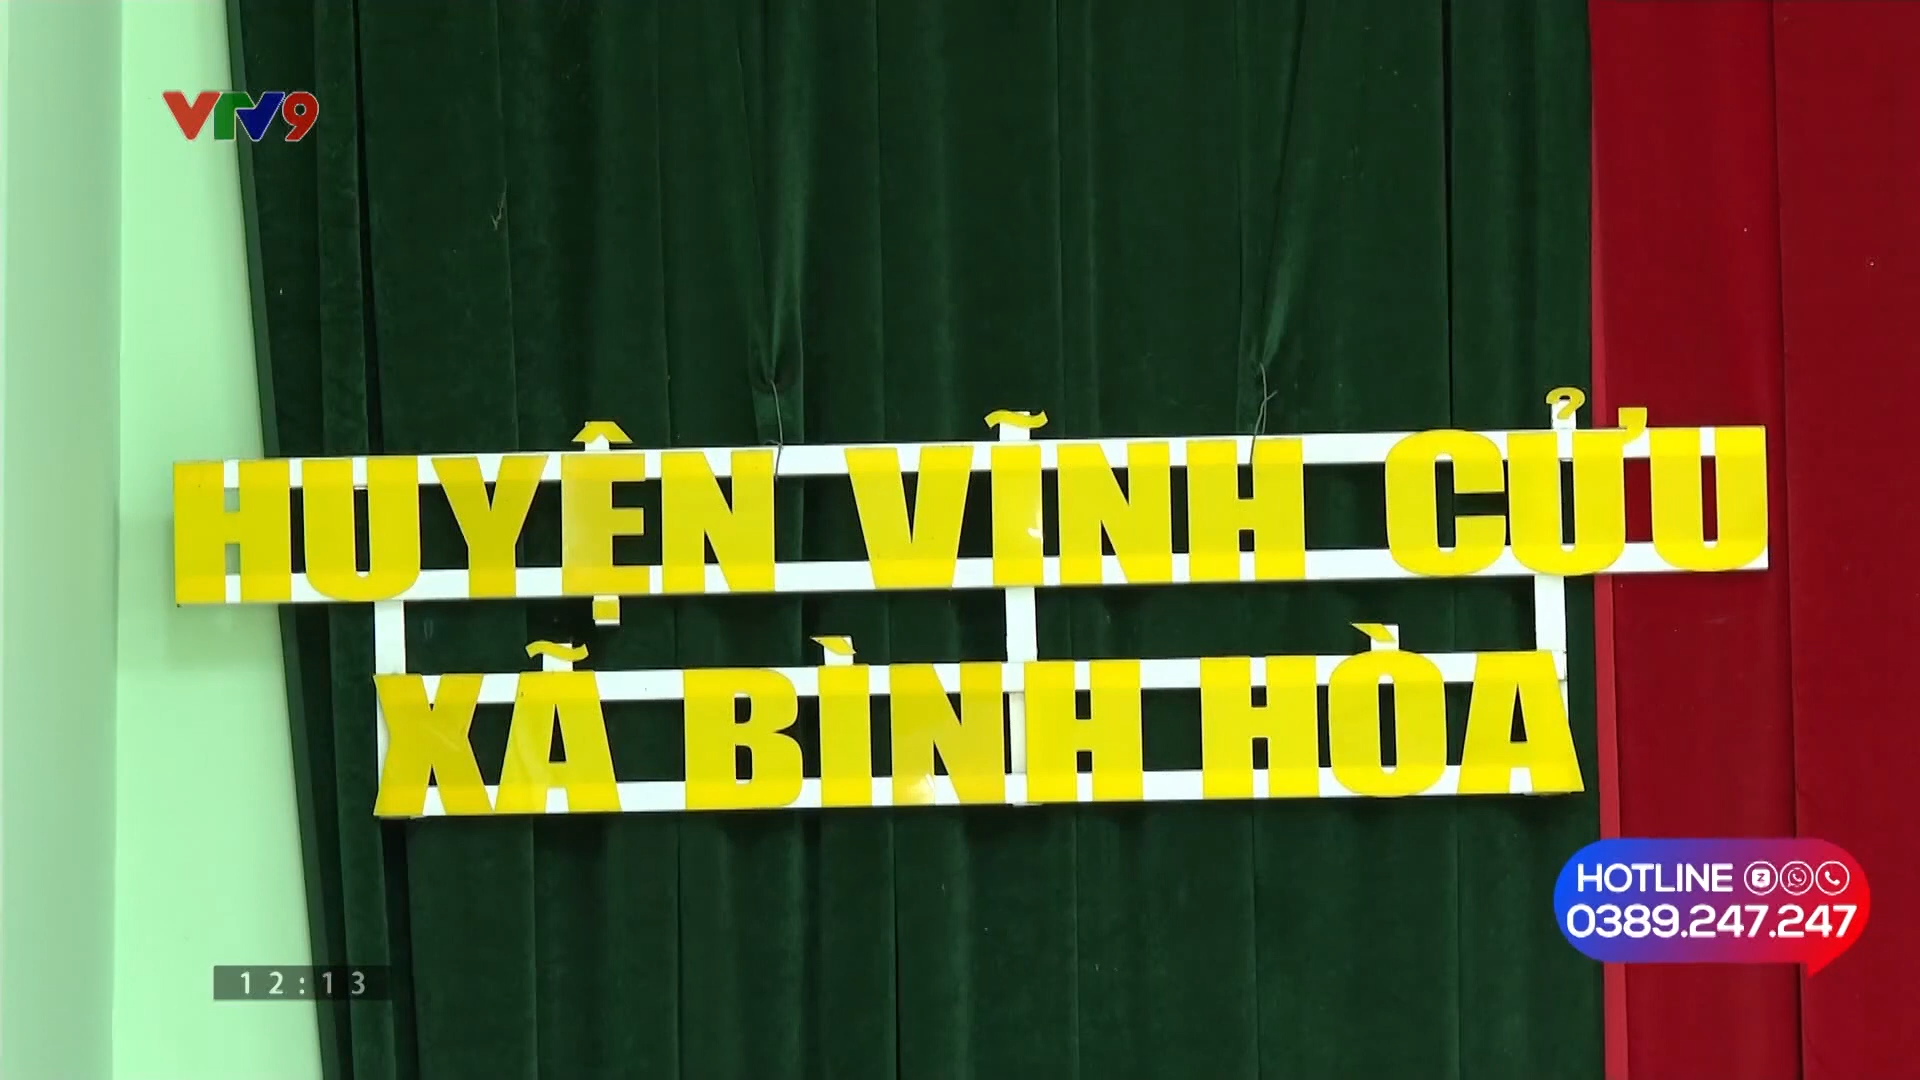 VTV9
HUYỆN VĨNH CỬU
XÃ BÌNH HÒA
HOTLINE
0389.247.247
12:13